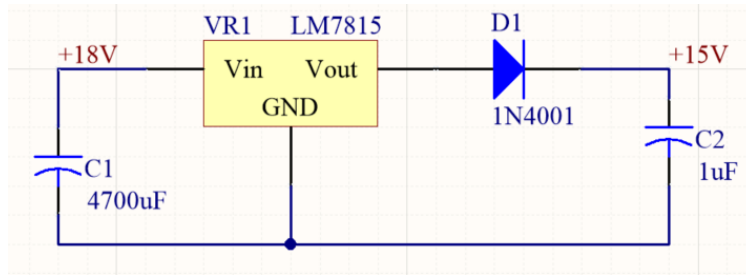 VR1 LM7815
D1
+18V
+15V
Vin Vout
GND
1N4001
C1
4700uF
C2
1uF